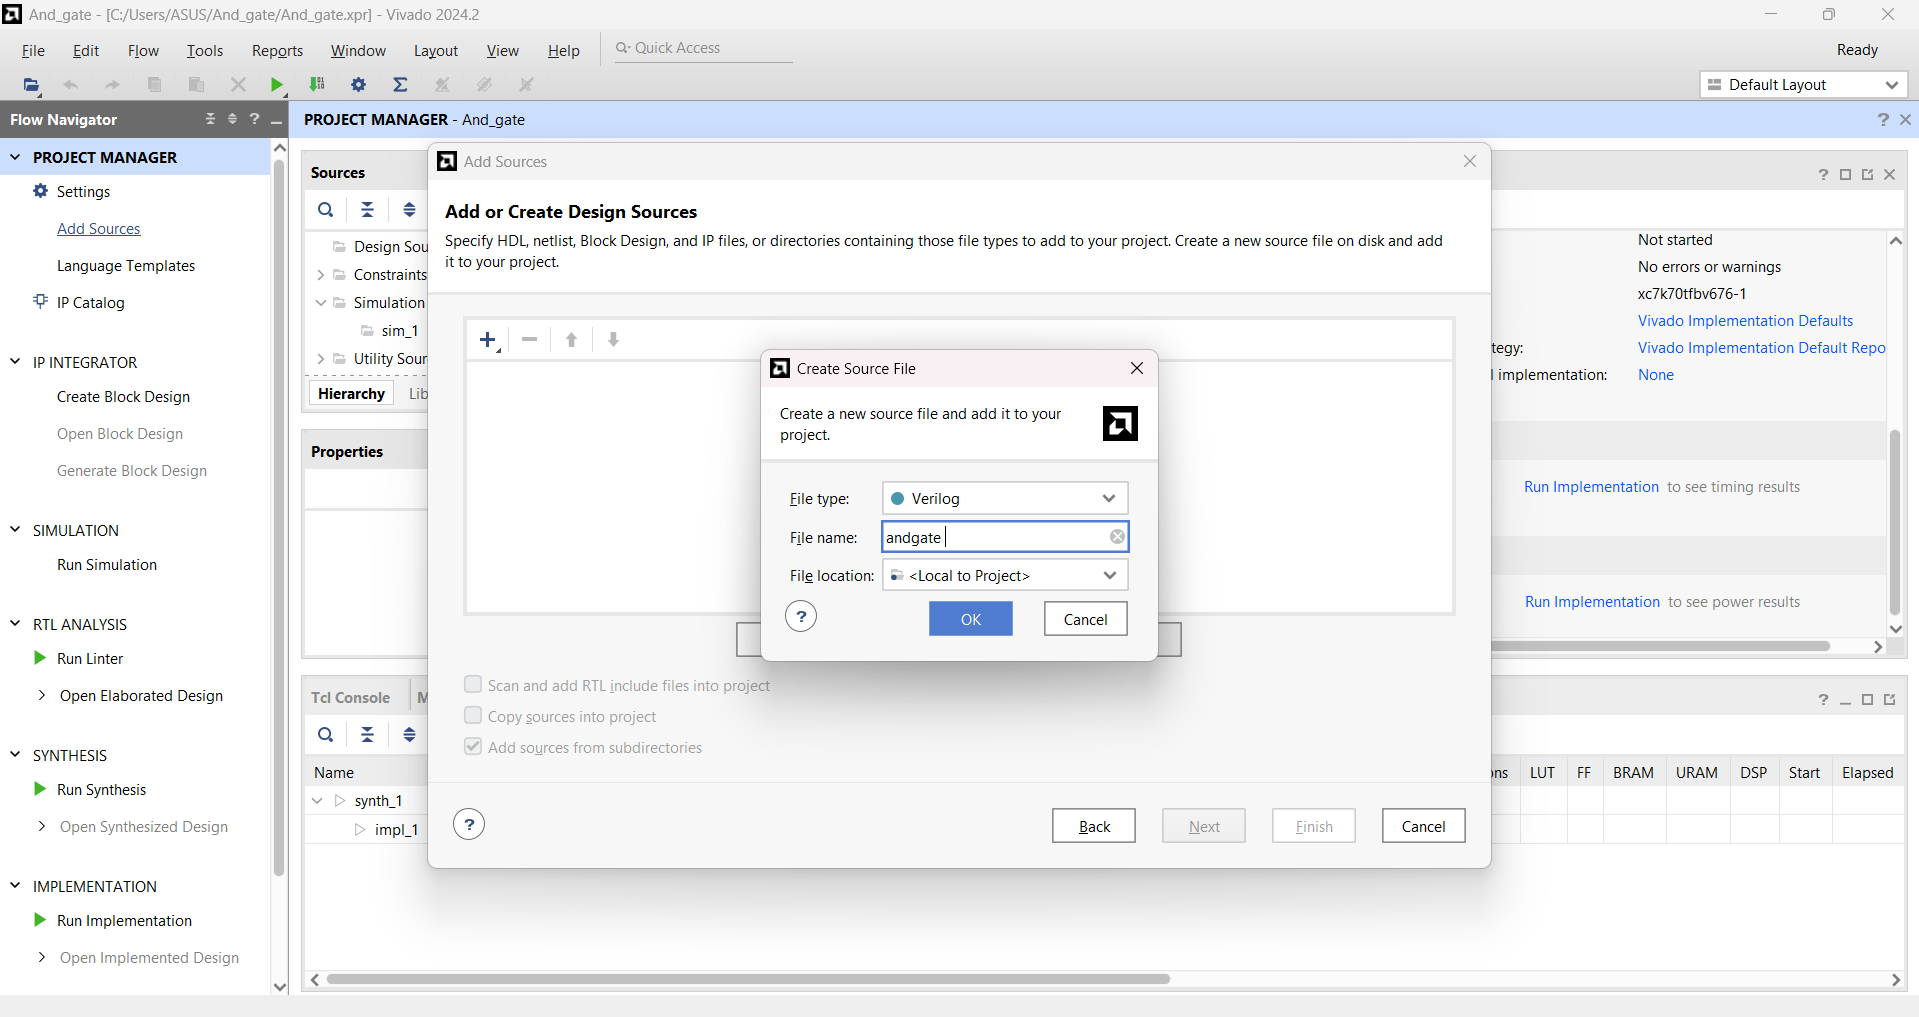 And_gate - [C:/Users/ASUS/And_gate/And_gate.xpr] - Vivado 2024.2
File Edit Flow Tools Reports Window Layout View Help Quick Access Ready
Default Layout
Flow Navigator
PROJECT MANAGER - And_gate
PROJECT MANAGER
Settings
Add Sources
Language Templates
IP Catalog
IP INTEGRATOR
Create Block Design
Open Block Design
Generate Block Design
SIMULATION
Run Simulation
RTL ANALYSIS
Run Linter
Open Elaborated Design
SYNTHESIS
Run Synthesis
Open Synthesized Design
IMPLEMENTATION
Run Implementation
Open Implemented Design
Sources
Design Sou
Constraints
Simulation
sim_1
Utility Sour
Hierarchy Lib
Properties
Tcl Console M
Name
synth_1
impl_1
Add Sources
Add or Create Design Sources
Specify HDL, netlist, Block Design, and IP files, or directories containing those file types to add to your project. Create a new source file on disk and add
it to your project.
Create Source File
Create a new source file and add it to your
project.
File type: Verilog
File name: andgate
File location: <Local to Project>
? OK Cancel
Scan and add RTL include files into project
Copy sources into project
Add sources from subdirectories
? Back Next Finish Cancel
Not started
No errors or warnings
xc7k70tfbv676-1
Vivado Implementation Defaults
tegy: Vivado Implementation Default Repo
implementation: None
Run Implementation to see timing results
Run Implementation to see power results
ons LUT FF BRAM URAM DSP Start Elapsed